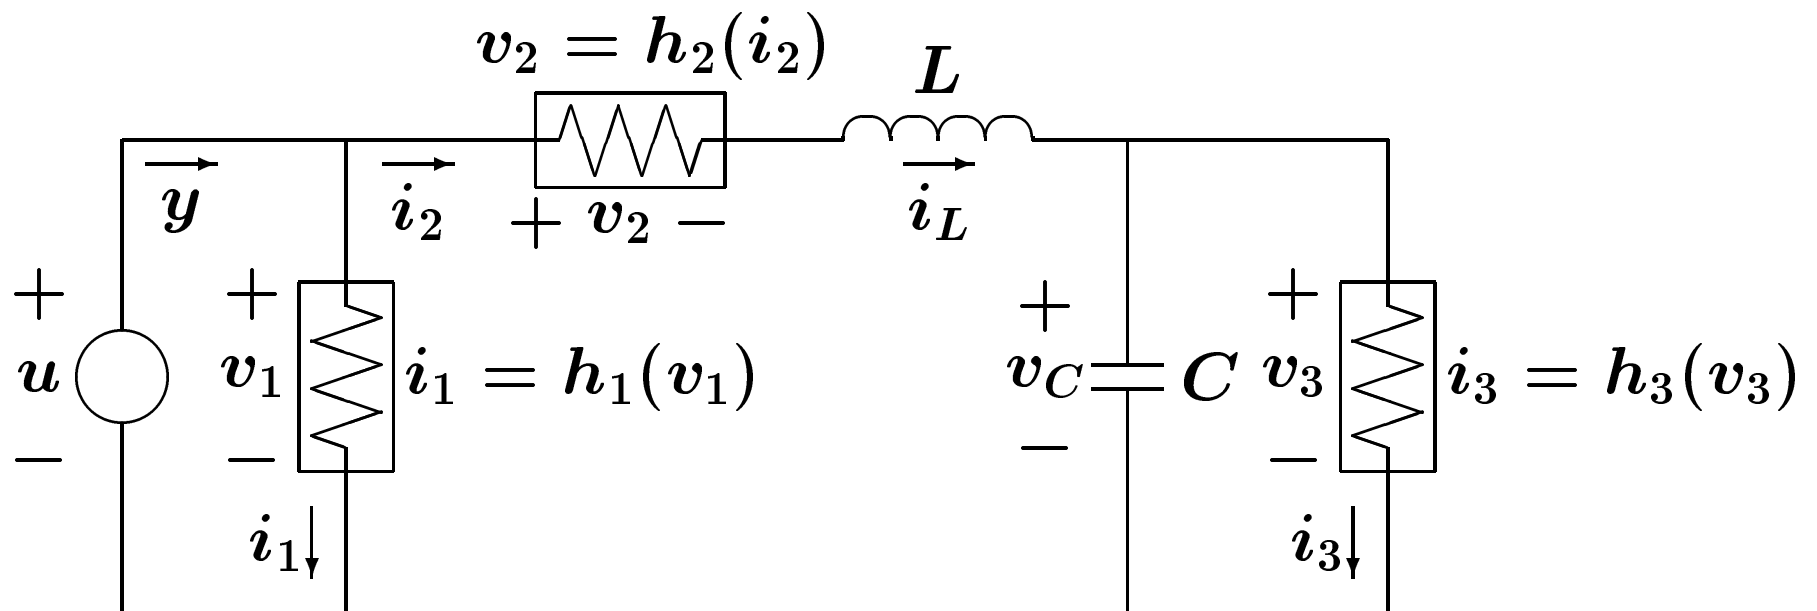 v₂ = h₂(i₂)
L
y
i₂
+ v₂ −
i_L
+
u
−
+
v₁
−
i₁ = h₁(v₁)
i₁
+
v_C
−
C
+
v₃
−
i₃ = h₃(v₃)
i₃